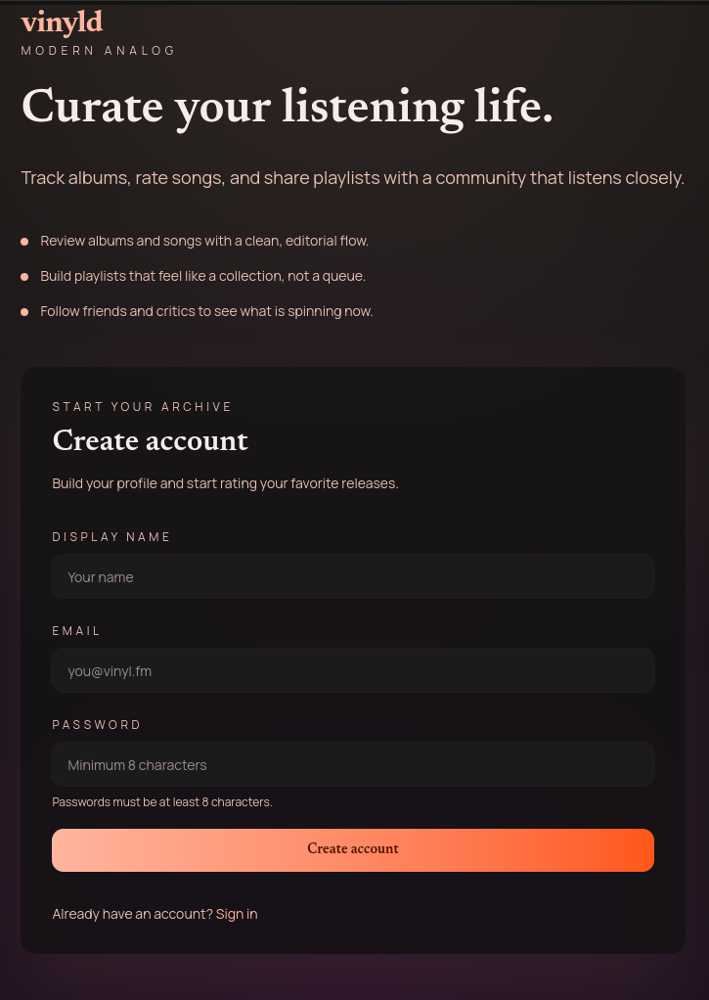 vinyld
MODERN ANALOG
Curate your listening life.
Track albums, rate songs, and share playlists with a community that listens closely.
Review albums and songs with a clean, editorial flow.
Build playlists that feel like a collection, not a queue.
Follow friends and critics to see what is spinning now.
START YOUR ARCHIVE
Create account
Build your profile and start rating your favorite releases.
DISPLAY NAME
Your name
EMAIL
you@vinyl.fm
PASSWORD
Minimum 8 characters
Passwords must be at least 8 characters.
Create account
Already have an account? Sign in